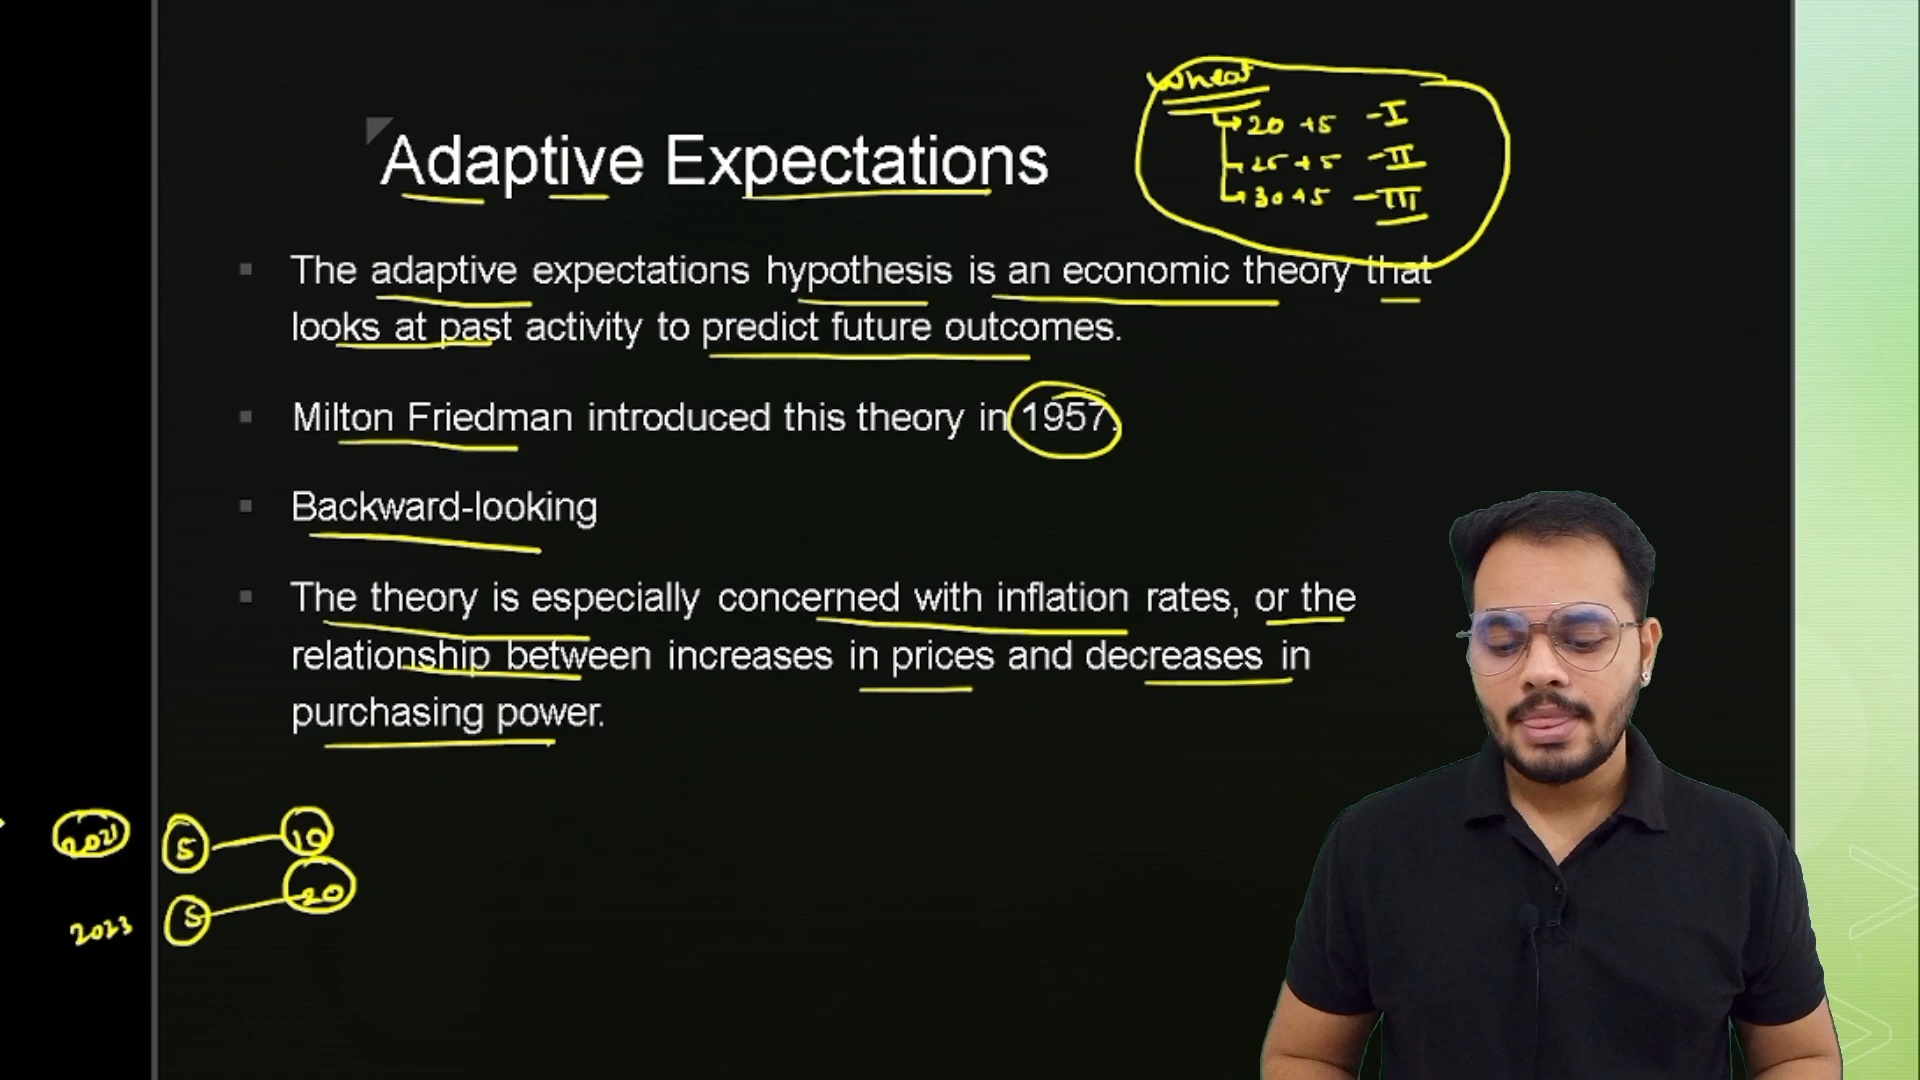 wheat
20 +5 - I
25 +5 - II
30 +5 - III
Adaptive Expectations
The adaptive expectations hypothesis is an economic theory that
looks at past activity to predict future outcomes.
Milton Friedman introduced this theory in 1957.
Backward-looking
The theory is especially concerned with inflation rates, or the
relationship between increases in prices and decreases in
purchasing power.
2021 5 10
2023 5 20